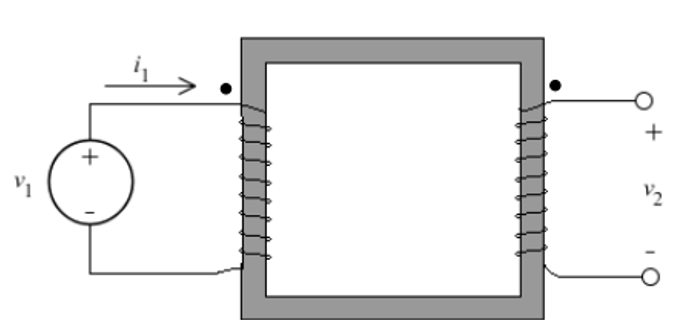 i₁
+
v₁
-
+
v₂
-